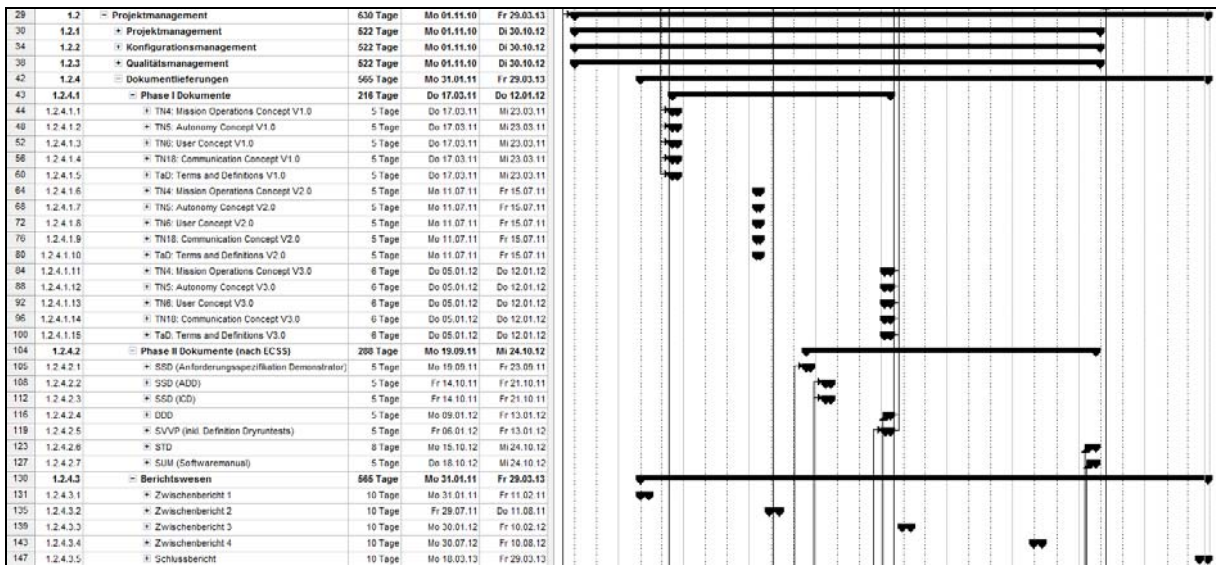 29 1.2 Projektmanagement 630 Tage Mo 01.11.10 Fr 29.03.13
30 1.2.1 Projektmanagement 522 Tage Mo 01.11.10 Di 30.10.12
34 1.2.2 Konfigurationsmanagement 522 Tage Mo 01.11.10 Di 30.10.12
38 1.2.3 Qualitätsmanagement 522 Tage Mo 01.11.10 Di 30.10.12
42 1.2.4 Dokumentlieferungen 565 Tage Mo 31.01.11 Fr 29.03.13
43 1.2.4.1 Phase I Dokumente 216 Tage Do 17.03.11 Do 12.01.12
44 1.2.4.1.1 TN4: Mission Operations Concept V1.0 5 Tage Do 17.03.11 Mi 23.03.11
48 1.2.4.1.2 TN5: Autonomy Concept V1.0 5 Tage Do 17.03.11 Mi 23.03.11
52 1.2.4.1.3 TN6: User Concept V1.0 5 Tage Do 17.03.11 Mi 23.03.11
56 1.2.4.1.4 TN18: Communication Concept V1.0 5 Tage Do 17.03.11 Mi 23.03.11
60 1.2.4.1.5 TaD: Terms and Definitions V1.0 5 Tage Do 17.03.11 Mi 23.03.11
64 1.2.4.1.6 TN4: Mission Operations Concept V2.0 5 Tage Mo 11.07.11 Fr 15.07.11
68 1.2.4.1.7 TN5: Autonomy Concept V2.0 5 Tage Mo 11.07.11 Fr 15.07.11
72 1.2.4.1.8 TN6: User Concept V2.0 5 Tage Mo 11.07.11 Fr 15.07.11
76 1.2.4.1.9 TN18: Communication Concept V2.0 5 Tage Mo 11.07.11 Fr 15.07.11
80 1.2.4.1.10 TaD: Terms and Definitions V2.0 5 Tage Mo 11.07.11 Fr 15.07.11
84 1.2.4.1.11 TN4: Mission Operations Concept V3.0 6 Tage Do 05.01.12 Do 12.01.12
88 1.2.4.1.12 TN5: Autonomy Concept V3.0 6 Tage Do 05.01.12 Do 12.01.12
92 1.2.4.1.13 TN6: User Concept V3.0 6 Tage Do 05.01.12 Do 12.01.12
96 1.2.4.1.14 TN18: Communication Concept V3.0 6 Tage Do 05.01.12 Do 12.01.12
100 1.2.4.1.15 TaD: Terms and Definitions V3.0 6 Tage Do 05.01.12 Do 12.01.12
104 1.2.4.2 Phase II Dokumente (nach ECSS) 288 Tage Mo 19.09.11 Mi 24.10.12
105 1.2.4.2.1 SSD (Anforderungsspezifikation Demonstrator) 5 Tage Mo 19.09.11 Fr 23.09.11
108 1.2.4.2.2 SSD (ADD) 5 Tage Fr 14.10.11 Fr 21.10.11
112 1.2.4.2.3 SSD (ICD) 5 Tage Fr 14.10.11 Fr 21.10.11
116 1.2.4.2.4 DDD 5 Tage Mo 09.01.12 Fr 13.01.12
119 1.2.4.2.5 SVVP (inkl. Definition Dryruntests) 5 Tage Fr 06.01.12 Fr 13.01.12
123 1.2.4.2.6 STD 8 Tage Mo 15.10.12 Mi 24.10.12
127 1.2.4.2.7 SUM (Softwaremanual) 5 Tage Do 18.10.12 Mi 24.10.12
130 1.2.4.3 Berichtswesen 565 Tage Mo 31.01.11 Fr 29.03.13
131 1.2.4.3.1 Zwischenbericht 1 10 Tage Mo 31.01.11 Fr 11.02.11
135 1.2.4.3.2 Zwischenbericht 2 10 Tage Fr 29.07.11 Do 11.08.11
139 1.2.4.3.3 Zwischenbericht 3 10 Tage Mo 30.01.12 Fr 10.02.12
143 1.2.4.3.4 Zwischenbericht 4 10 Tage Mo 30.07.12 Fr 10.08.12
147 1.2.4.3.5 Schlussbericht 10 Tage Mo 18.03.13 Fr 29.03.13